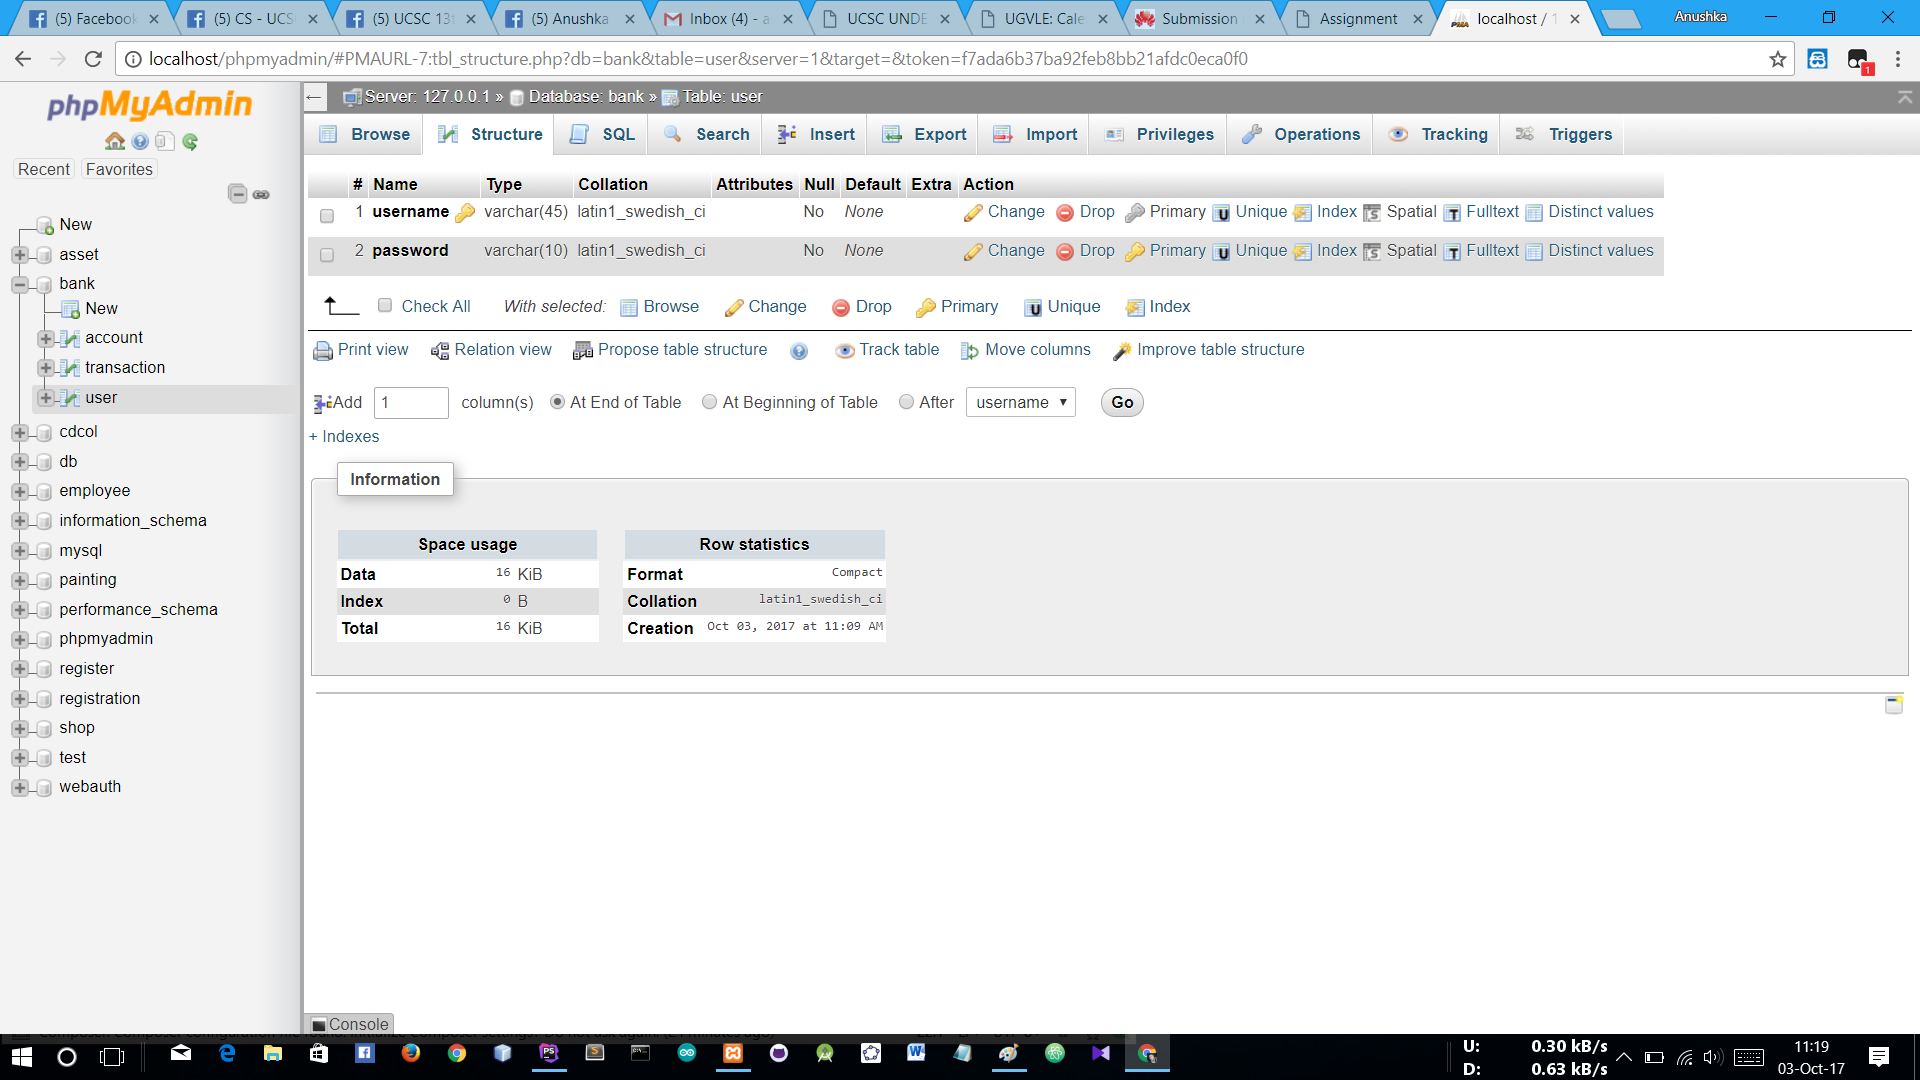 (5) Facebook
(5) CS - UCS
(5) UCSC 13t
(5) Anushka
Inbox (4) - a
UCSC UNDE
UGVLE: Cale
Submission
Assignment
localhost / 1
Anushka
localhost/phpmyadmin/#PMAURL-7:tbl_structure.php?db=bank&table=user&server=1&target=&token=f7ada6b37ba92feb8bb21afdc0eca0f0
1
phpMyAdmin
Recent Favorites
New
asset
bank
New
account
transaction
user
cdcol
db
employee
information_schema
mysql
painting
performance_schema
phpmyadmin
register
registration
shop
test
webauth
Server: 127.0.0.1 » Database: bank » Table: user
Browse Structure SQL Search Insert Export Import Privileges Operations Tracking Triggers
# Name Type Collation Attributes Null Default Extra Action
1 username varchar(45) latin1_swedish_ci No None Change Drop Primary Unique Index Spatial Fulltext Distinct values
2 password varchar(10) latin1_swedish_ci No None Change Drop Primary Unique Index Spatial Fulltext Distinct values
Check All With selected: Browse Change Drop Primary Unique Index
Print view Relation view Propose table structure Track table Move columns Improve table structure
Add 1 column(s) At End of Table At Beginning of Table After username Go
+ Indexes
Information
Space usage
Data 16 KiB
Index 0 B
Total 16 KiB
Row statistics
Format Compact
Collation latin1_swedish_ci
Creation Oct 03, 2017 at 11:09 AM
Console
U: 0.30 kB/s
D: 0.63 kB/s
11:19
03-Oct-17